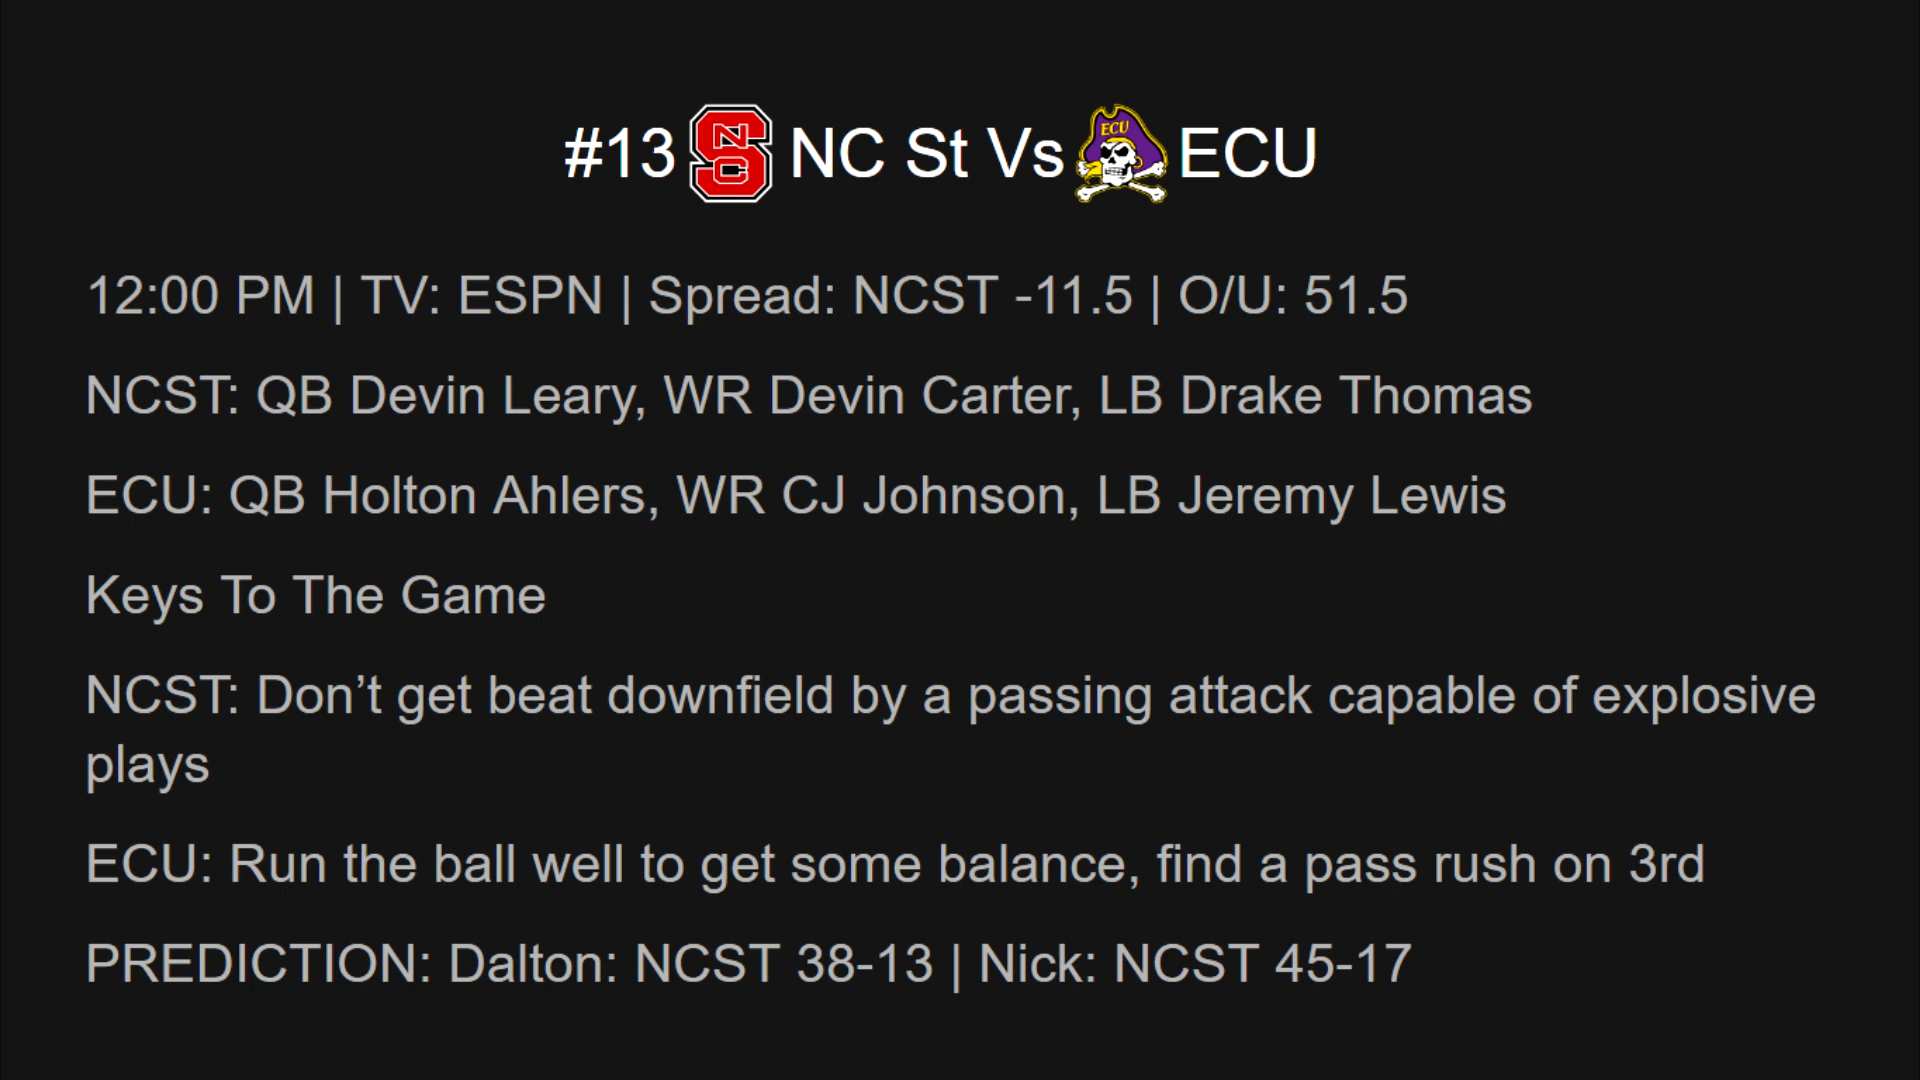 #13 NC St Vs ECU ECU
12:00 PM | TV: ESPN | Spread: NCST -11.5 | O/U: 51.5
NCST: QB Devin Leary, WR Devin Carter, LB Drake Thomas
ECU: QB Holton Ahlers, WR CJ Johnson, LB Jeremy Lewis
Keys To The Game
NCST: Don’t get beat downfield by a passing attack capable of explosive
plays
ECU: Run the ball well to get some balance, find a pass rush on 3rd
PREDICTION: Dalton: NCST 38-13 | Nick: NCST 45-17